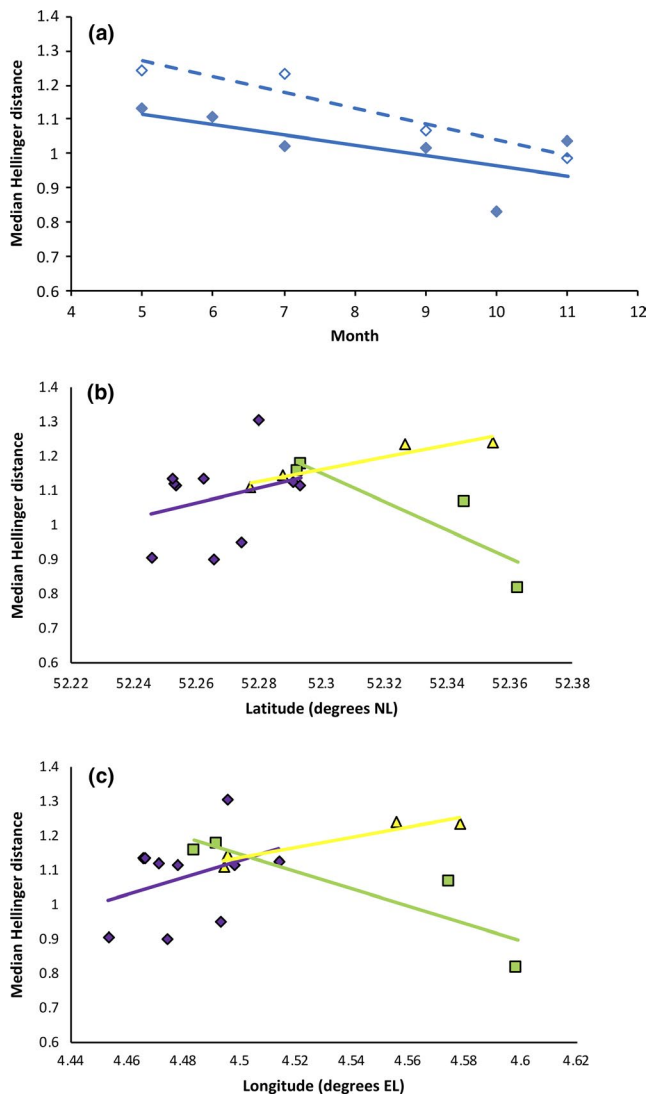 (a)
Median Hellinger distance
1.4
1.3
1.2
1.1
1
0.9
0.8
0.7
0.6
4 5 6 7 8 9 10 11 12
Month
(b)
Median Hellinger distance
1.4
1.3
1.2
1.1
1
0.9
0.8
0.7
0.6
52.22 52.24 52.26 52.28 52.3 52.32 52.34 52.36 52.38
Latitude (degrees NL)
(c)
Median Hellinger distance
1.4
1.3
1.2
1.1
1
0.9
0.8
0.7
0.6
4.44 4.46 4.48 4.5 4.52 4.54 4.56 4.58 4.6 4.62
Longitude (degrees EL)